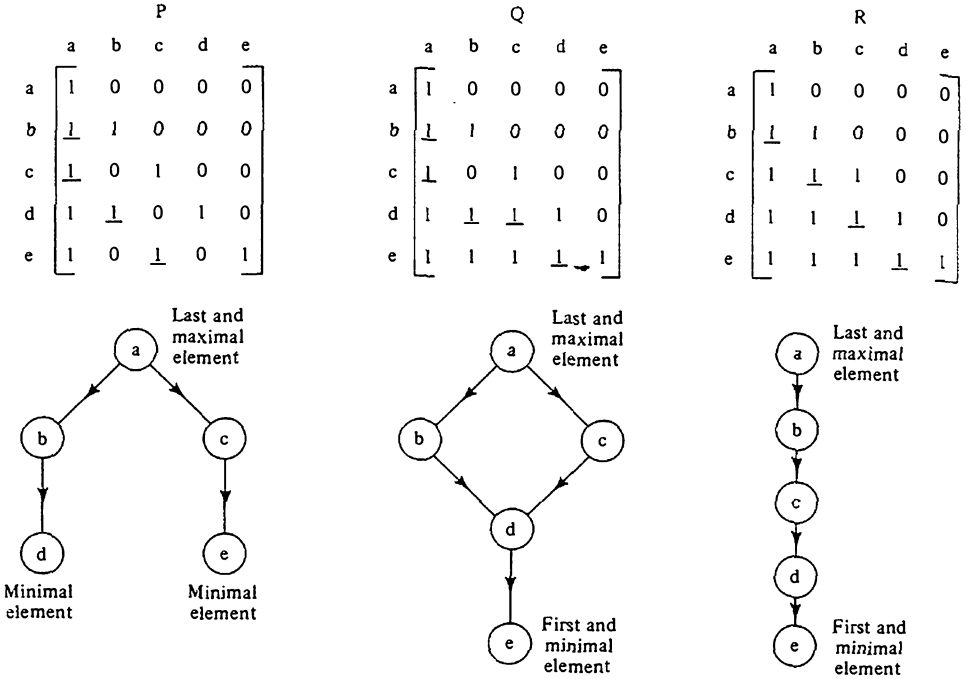 P
a b c d e
a 1 0 0 0 0
b 1 1 0 0 0
c 1 0 1 0 0
d 1 1 0 1 0
e 1 0 1 0 1
Last and
maximal
element
a
b
c
d
e
Minimal
element
Minimal
element
Q
a b c d e
a 1 0 0 0 0
b 1 1 0 0 0
c 1 0 1 0 0
d 1 1 1 1 0
e 1 1 1 1 1
Last and
maximal
element
a
b
c
d
e
First and
minimal
element
R
a b c d e
a 1 0 0 0 0
b 1 1 0 0 0
c 1 1 1 0 0
d 1 1 1 1 0
e 1 1 1 1 1
Last and
maximal
element
a
b
c
d
e
First and
minimal
element